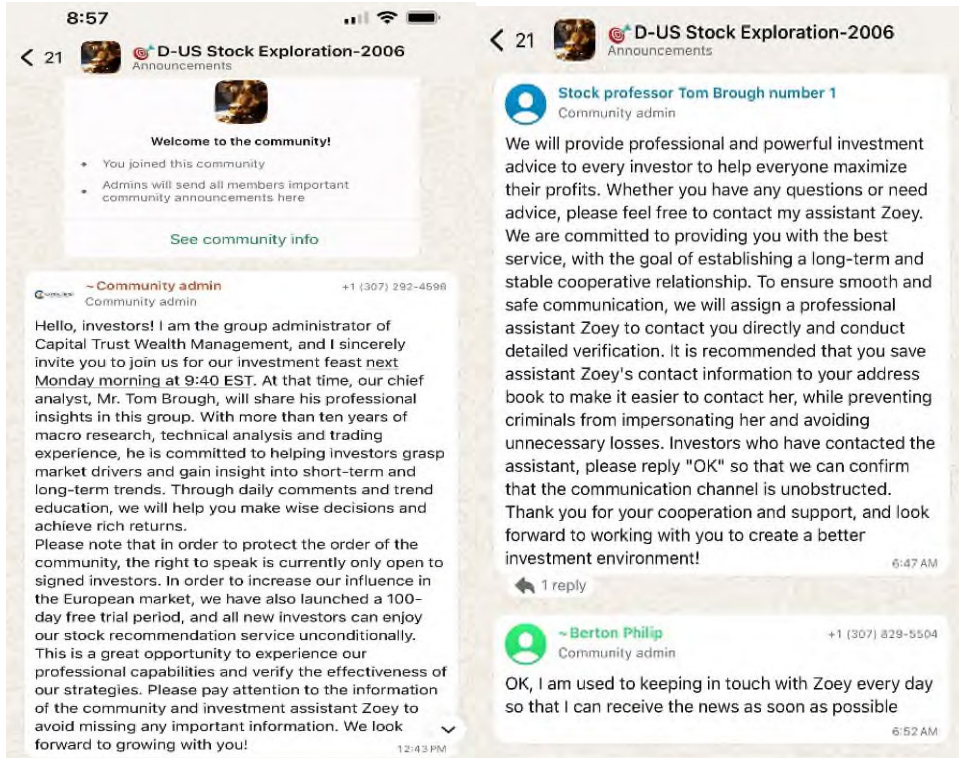 8:57
21
D-US Stock Exploration-2006
Announcements
Welcome to the community!
• You joined this community
• Admins will send all members important
community announcements here
See community info
~Community admin
+1 (307) 292-4596
Community admin
Hello, investors! I am the group administrator of
Capital Trust Wealth Management, and I sincerely
invite you to join us for our investment feast next
Monday morning at 9:40 EST. At that time, our chief
analyst, Mr. Tom Brough, will share his professional
insights in this group. With more than ten years of
macro research, technical analysis and trading
experience, he is committed to helping investors grasp
market drivers and gain insight into short-term and
long-term trends. Through daily comments and trend
education, we will help you make wise decisions and
achieve rich returns.
Please note that in order to protect the order of the
community, the right to speak is currently only open to
signed investors. In order to increase our influence in
the European market, we have also launched a 100-
day free trial period, and all new investors can enjoy
our stock recommendation service unconditionally.
This is a great opportunity to experience our
professional capabilities and verify the effectiveness of
our strategies. Please pay attention to the information
of the community and investment assistant Zoey to
avoid missing any important information. We look
forward to growing with you!
12:43 PM
21
D-US Stock Exploration-2006
Announcements
Stock professor Tom Brough number 1
Community admin
We will provide professional and powerful investment
advice to every investor to help everyone maximize
their profits. Whether you have any questions or need
advice, please feel free to contact my assistant Zoey.
We are committed to providing you with the best
service, with the goal of establishing a long-term and
stable cooperative relationship. To ensure smooth and
safe communication, we will assign a professional
assistant Zoey to contact you directly and conduct
detailed verification. It is recommended that you save
assistant Zoey's contact information to your address
book to make it easier to contact her, while preventing
criminals from impersonating her and avoiding
unnecessary losses. Investors who have contacted the
assistant, please reply "OK" so that we can confirm
that the communication channel is unobstructed.
Thank you for your cooperation and support, and look
forward to working with you to create a better
investment environment!
6:47 AM
1 reply
~Berton Philip
+1 (307) 829-5504
Community admin
OK, I am used to keeping in touch with Zoey every day
so that I can receive the news as soon as possible
6:52 AM